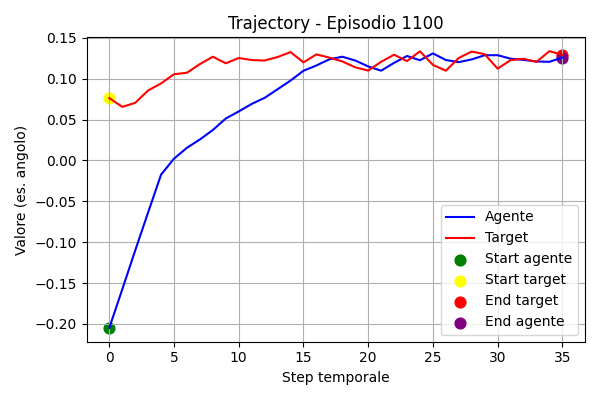 Trajectory - Episodio 1100
Valore (es. angolo)
0.15
0.10
0.05
0.00
−0.05
−0.10
−0.15
−0.20
Agente
Target
Start agente
Start target
End target
End agente
0 5 10 15 20 25 30 35
Step temporale